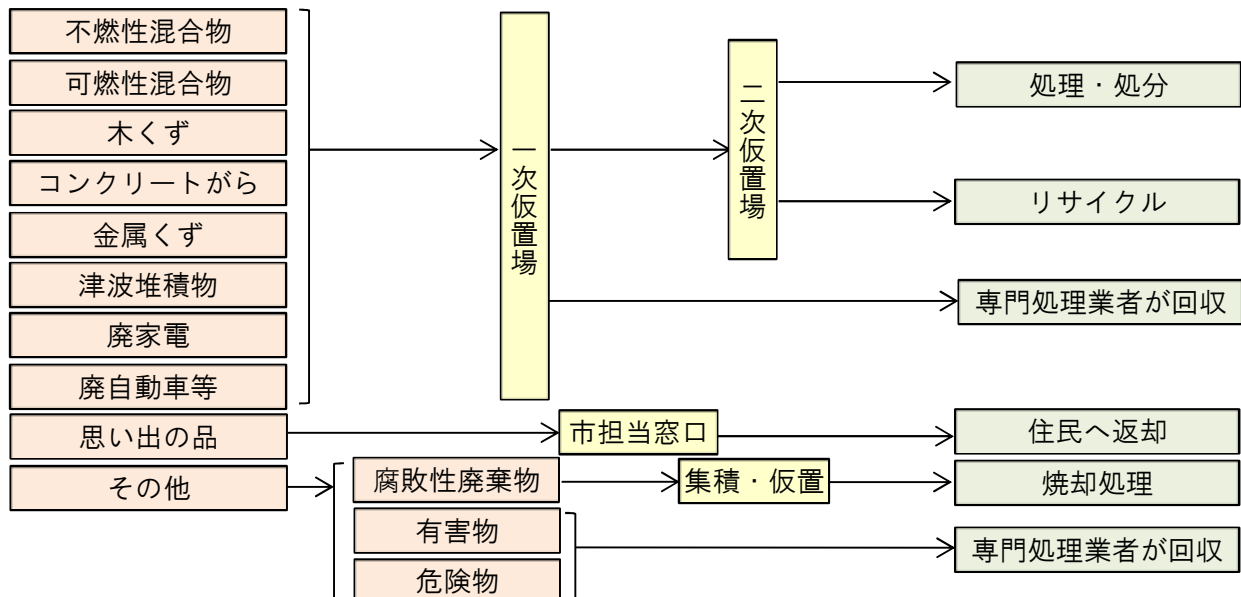 不燃性混合物
可燃性混合物
木くず
コンクリートがら
金属くず
津波堆積物
廃家電
廃自動車等
思い出の品
その他
一次仮置場
二次仮置場
処理・処分
リサイクル
専門処理業者が回収
市担当窓口
住民へ返却
腐敗性廃棄物
集積・仮置
焼却処理
有害物
危険物
専門処理業者が回収